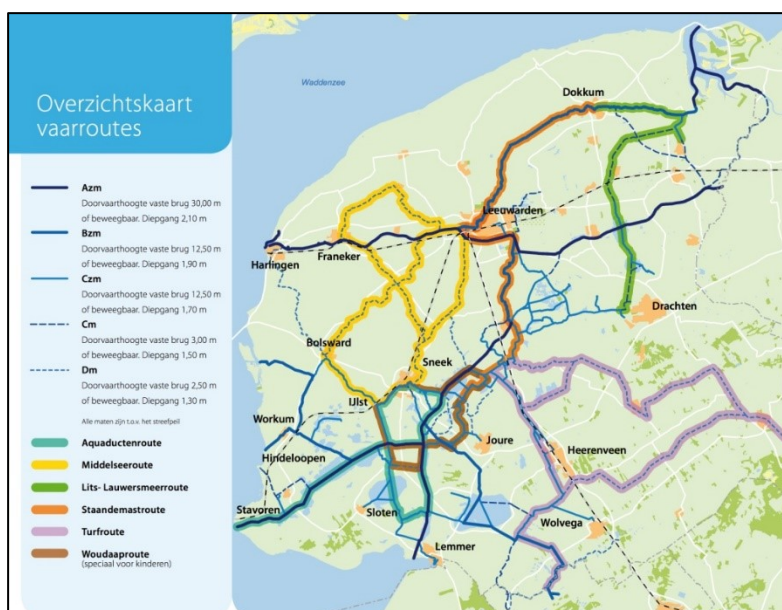 Overzichtskaart
vaarroutes
Azm
Doorvaarthoogte vaste brug 30,00 m
of beweegbaar. Diepgang 2,10 m
Bzm
Doorvaarthoogte vaste brug 12,50 m
of beweegbaar. Diepgang 1,90 m
Czm
Doorvaarthoogte vaste brug 12,50 m
of beweegbaar. Diepgang 1,70 m
Cm
Doorvaarthoogte vaste brug 3,00 m
of beweegbaar. Diepgang 1,50 m
Dm
Doorvaarthoogte vaste brug 2,50 m
of beweegbaar. Diepgang 1,30 m
Alle maten zijn t.o.v. het streefpeil
Aquaductenroute
Middelseeroute
Lits- Lauwersmeerroute
Staandemastroute
Turfroute
Woudaaproute
(speciaal voor kinderen)
Waddenzee
Dokkum
Leeuwarden
Harlingen
Franeker
Drachten
Bolsward
Sneek
IJlst
Workum
Joure
Heerenveen
Hindeloopen
Stavoren
Sloten
Wolvega
Lemmer